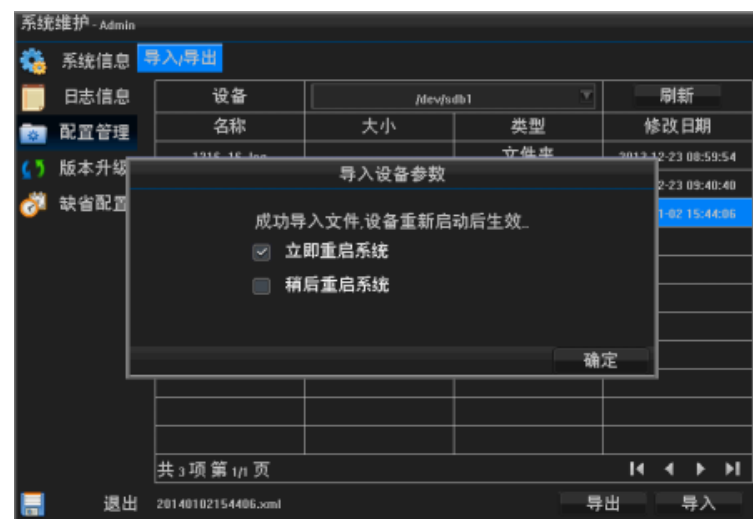 系统维护 - Admin
系统信息
导入/导出
日志信息
设备
/dev/sdb1
刷新
配置管理
名称
大小
类型
修改日期
版本升级
文件夹
2013-12-23 08:59:54
缺省配置
2-23 09:40:40
1-02 15:44:06
导入设备参数
成功导入文件,设备重新启动后生效...
立即重启系统
稍后重启系统
确定
共 3 项 第 1/1 页
退出
20140102154406.xml
导出
导入